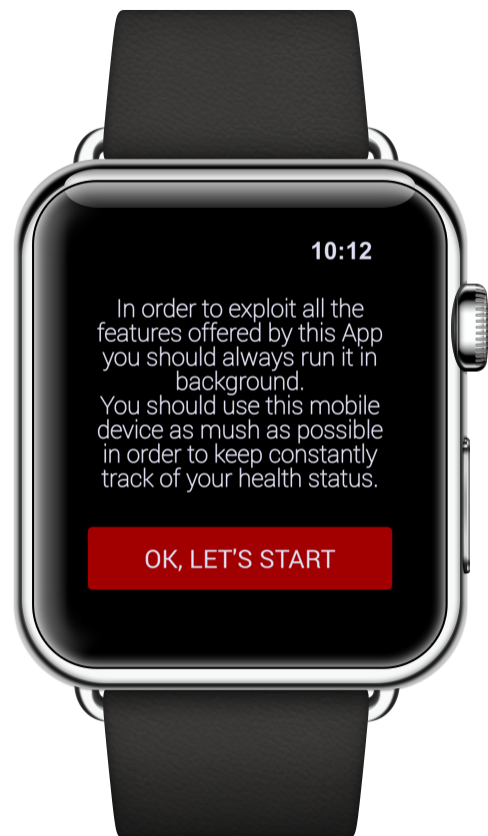 10:12
In order to exploit all the
features offered by this App
you should always run it in
background.
You should use this mobile
device as mush as possible
in order to keep constantly
track of your health status.
OK, LET'S START